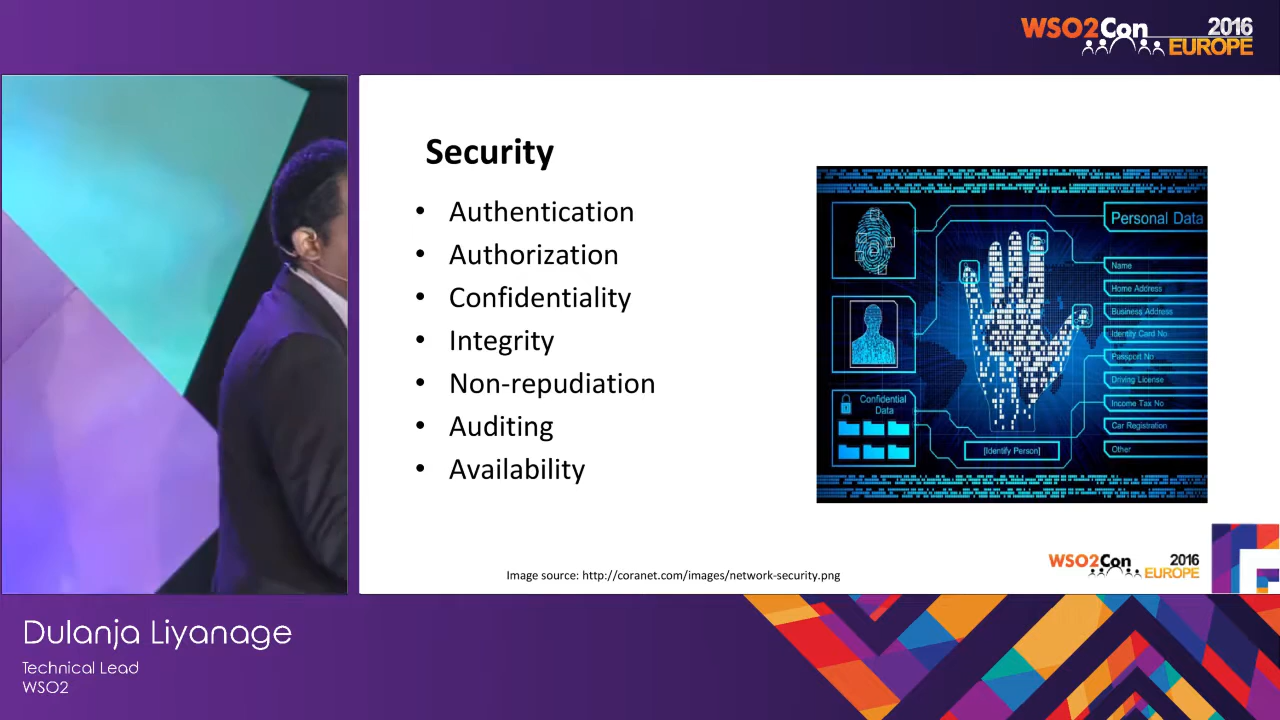 WSO2Con 2016
EUROPE
Security
• Authentication
• Authorization
• Confidentiality
• Integrity
• Non-repudiation
• Auditing
• Availability
Personal Data
Name
Home Address
Business Address
Identity Card No
Passport No
Driving License
Income Tax No
Car Registration
Other
Confidential
Data
[Identify Person]
Image source: http://coranet.com/images/network-security.png
WSO2Con 2016
EUROPE
Dulanja Liyanage
Technical Lead
WSO2